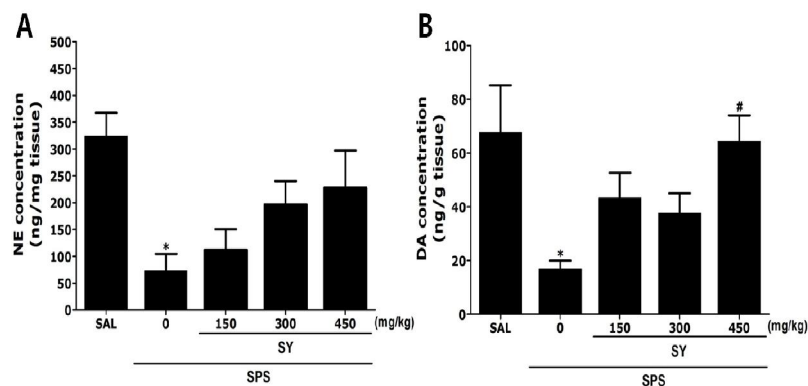 A
NE concentration
(ng/mg tissue)
500
450
400
350
300
250
200
150
100
50
0
*
SAL 0 150 300 450 (mg/kg)
SY
SPS
B
DA concentration
(ng/g tissue)
100
80
60
40
20
0
*
#
SAL 0 150 300 450 (mg/kg)
SY
SPS